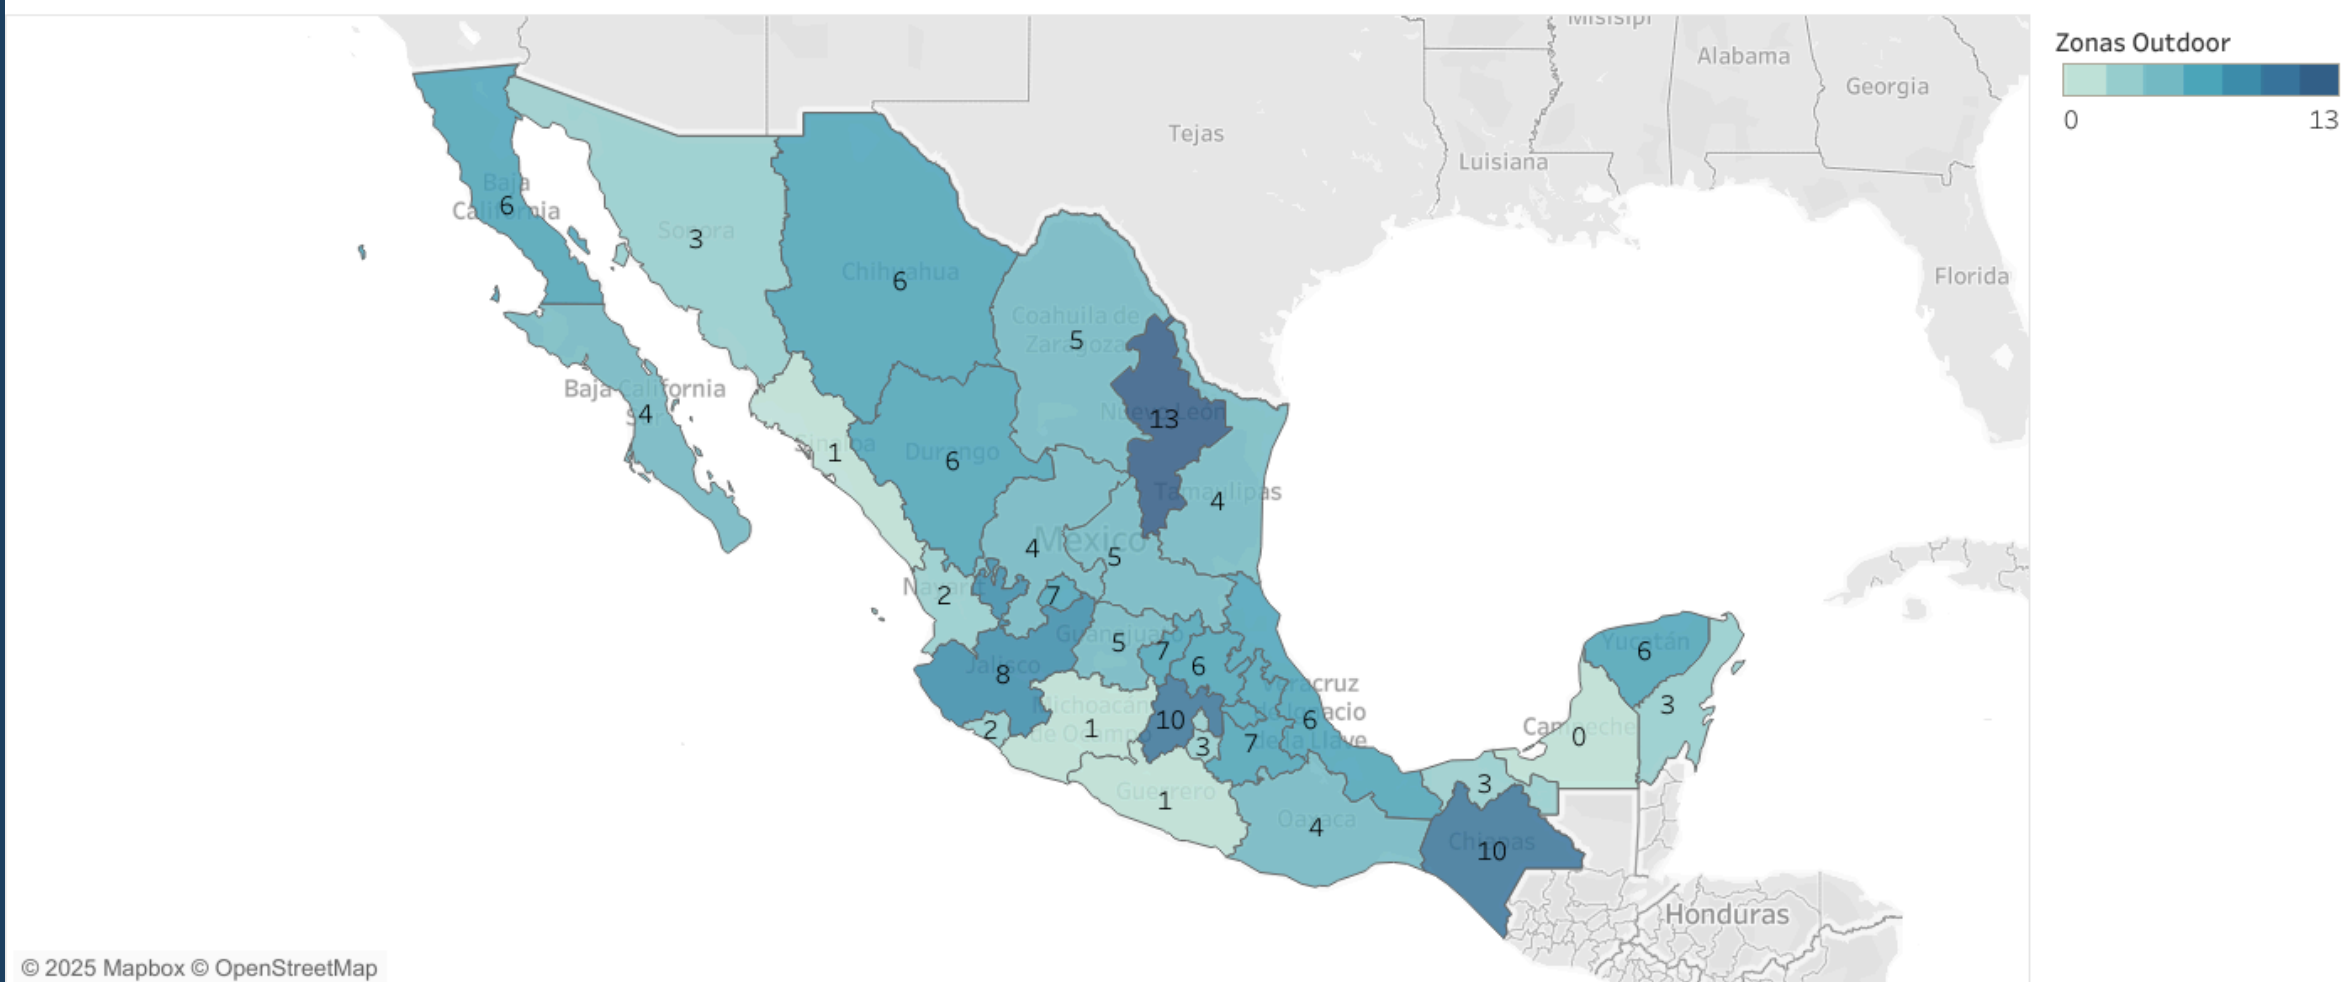 Misisipi
Zonas Outdoor
0
13
Alabama
Georgia
Tejas
Luisiana
Florida
Baja
California
6
Sonora
3
Chihuahua
6
Coahuila de
Zaragoza
5
Nuevo León
13
Baja California
Sur
4
Sinaloa
1
Durango
6
Tamaulipas
4
México
4
5
Nayarit
2
7
Guanajuato
5
7
6
Jalisco
8
Yucatán
6
3
Veracruz
de Ignacio
de la Llave
6
Michoacán
de Ocampo
1
2
10
3
7
Campeche
0
Guerrero
1
3
Oaxaca
4
Chiapas
10
Honduras
© 2025 Mapbox © OpenStreetMap